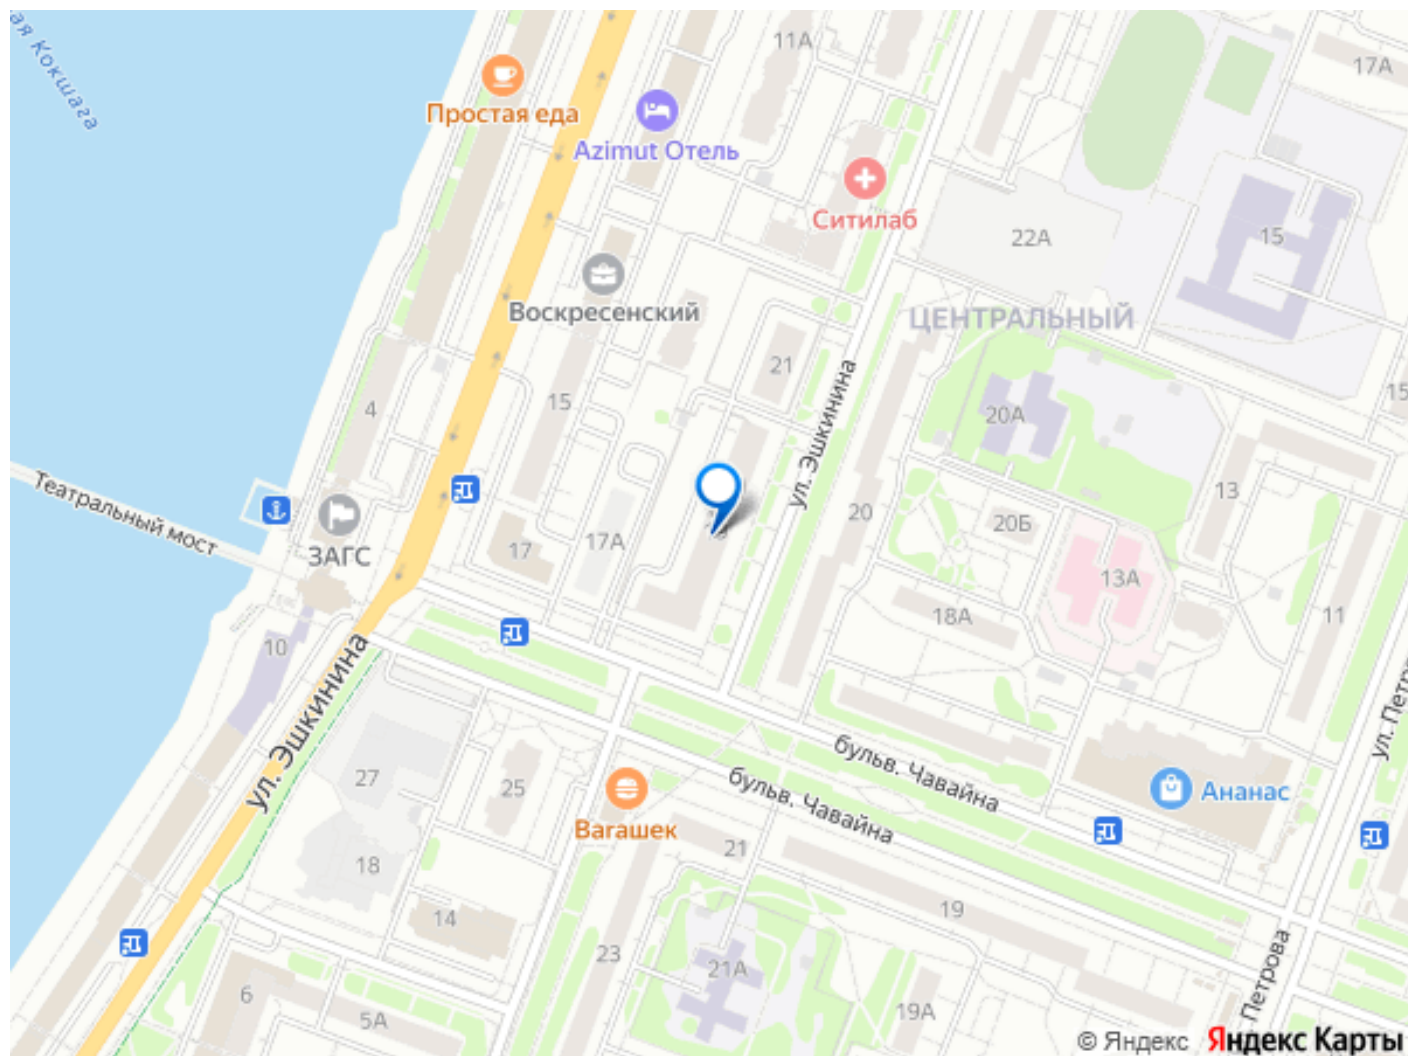 ая Кокшага
Простая еда
11А
17А
Azimut Отель
Ситилаб
22А
15
Воскресенский
ЦЕНТРАЛЬНЫЙ
21
4
15
15
20А
ул. Эшкинина
13
Театральный мост
ЗАГС
17
17А
20
20Б
13А
18А
11
10
ул. Эшкинина
ул. Петро
бульв. Чавайна
бульв. Чавайна
27
25
Вагашек
Ананас
21
18
14
19
23
21А
6
5А
19А
Петрова
© Яндекс Яндекс Карты